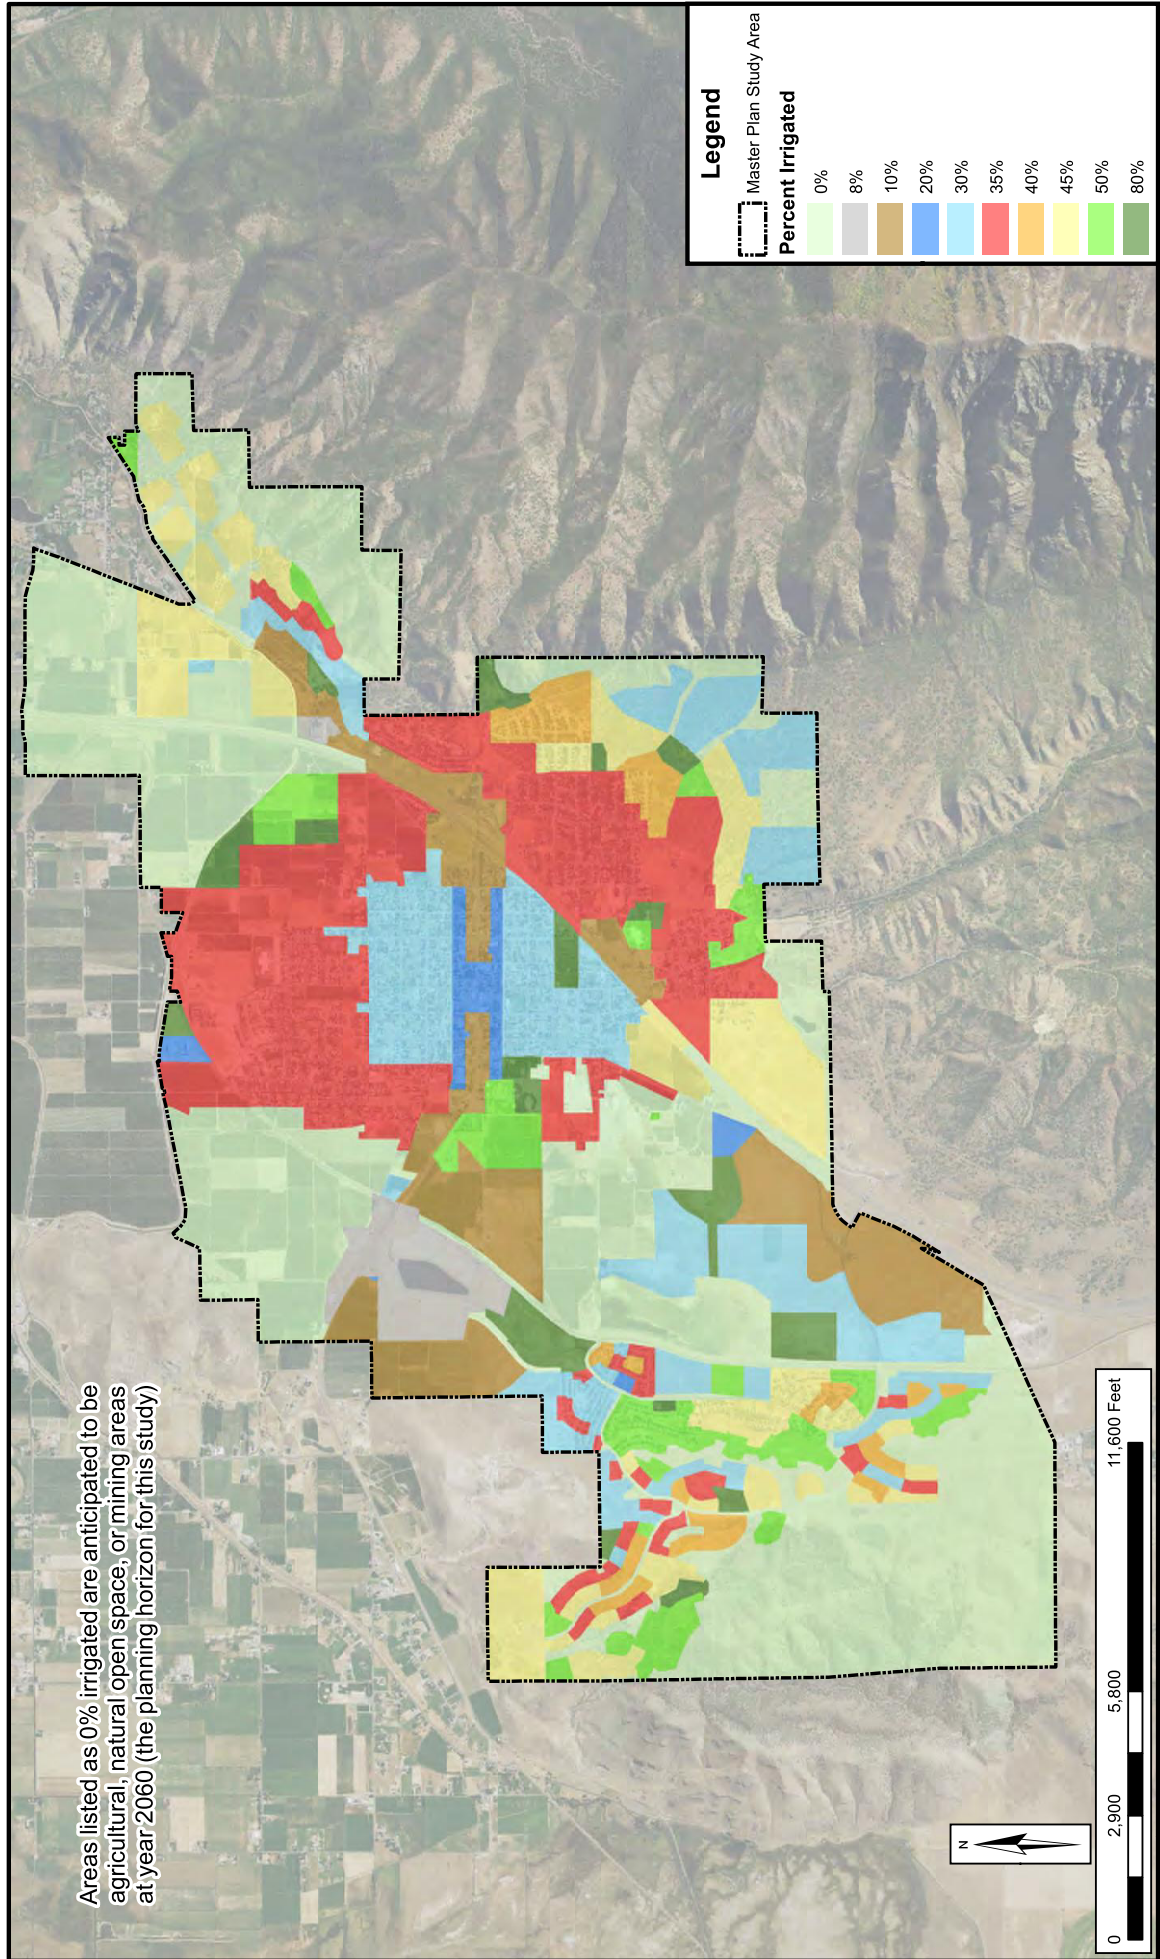 Areas listed as 0% irrigated are anticipated to be
agricultural, natural open space, or mining areas
at year 2060 (the planning horizon for this study)
Legend
Master Plan Study Area
Percent Irrigated
0%
8%
10%
20%
30%
35%
40%
45%
50%
80%
N
0 2,900 5,800 11,600 Feet